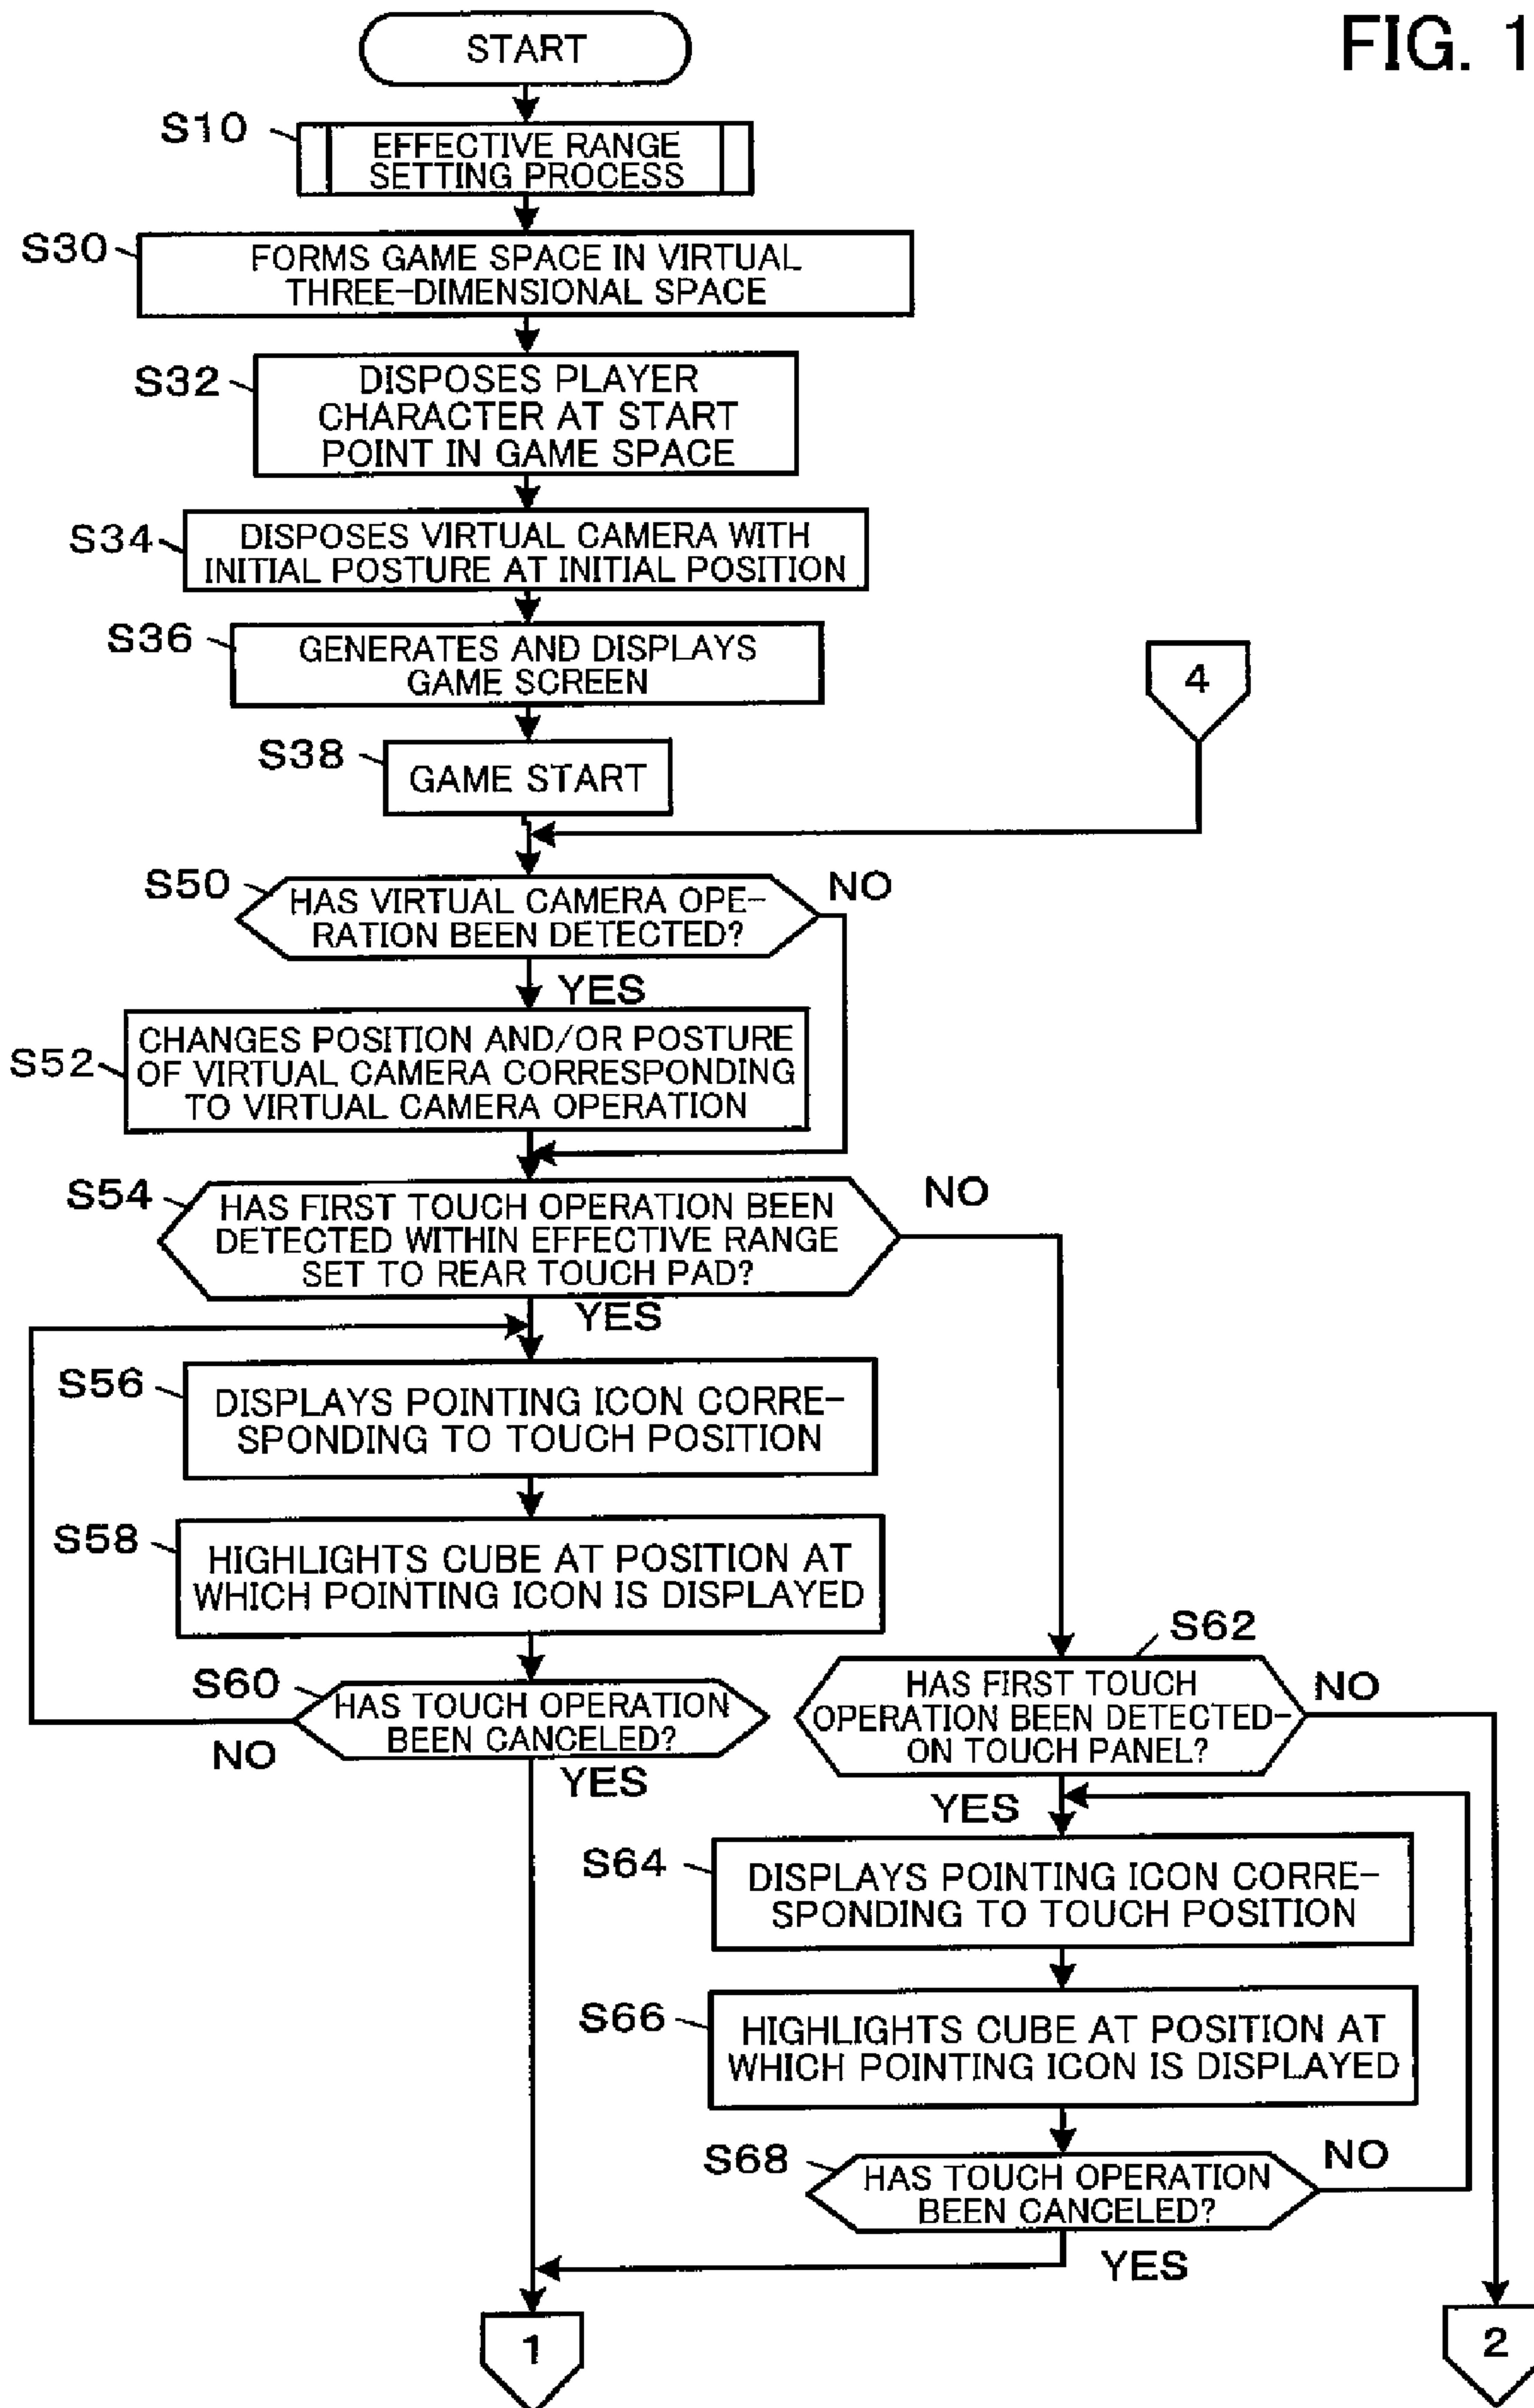 FIG. 1
START
S10
EFFECTIVE RANGE
SETTING PROCESS
S30
FORMS GAME SPACE IN VIRTUAL
THREE-DIMENSIONAL SPACE
S32
DISPOSES PLAYER
CHARACTER AT START
POINT IN GAME SPACE
S34
DISPOSES VIRTUAL CAMERA WITH
INITIAL POSTURE AT INITIAL POSITION
S36
GENERATES AND DISPLAYS
GAME SCREEN
4
S38
GAME START
S50
HAS VIRTUAL CAMERA OPE-
RATION BEEN DETECTED?
NO
YES
S52
CHANGES POSITION AND/OR POSTURE
OF VIRTUAL CAMERA CORRESPONDING
TO VIRTUAL CAMERA OPERATION
S54
HAS FIRST TOUCH OPERATION BEEN
DETECTED WITHIN EFFECTIVE RANGE
SET TO REAR TOUCH PAD?
NO
YES
S56
DISPLAYS POINTING ICON CORRE-
SPONDING TO TOUCH POSITION
S58
HIGHLIGHTS CUBE AT POSITION AT
WHICH POINTING ICON IS DISPLAYED
S60
HAS TOUCH OPERATION
BEEN CANCELED?
NO
YES
S62
HAS FIRST TOUCH
OPERATION BEEN DETECTED-
ON TOUCH PANEL?
NO
YES
S64
DISPLAYS POINTING ICON CORRE-
SPONDING TO TOUCH POSITION
S66
HIGHLIGHTS CUBE AT POSITION AT
WHICH POINTING ICON IS DISPLAYED
S68
HAS TOUCH OPERATION
BEEN CANCELED?
NO
YES
1
2